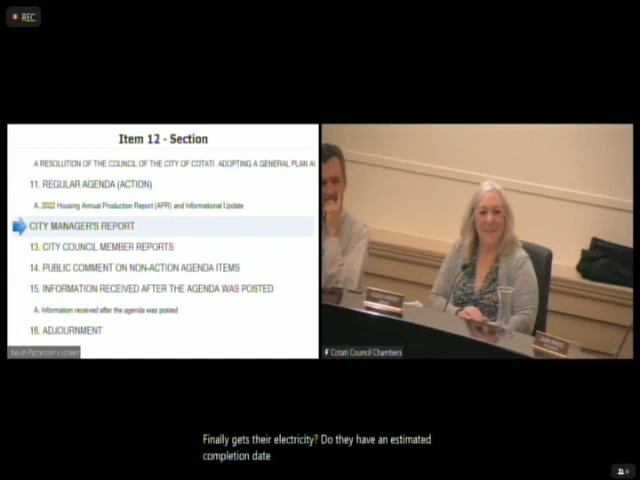 REC
Item 12 - Section
A RESOLUTION OF THE COUNCIL OF THE CITY OF COTATI ADOPTING A GENERAL PLAN A
11. REGULAR AGENDA (ACTION)
A. 2022 Housing Annual Production Report (APR) and Informational Update
CITY MANAGER'S REPORT
13. CITY COUNCIL MEMBER REPORTS
14. PUBLIC COMMENT ON NON-ACTION AGENDA ITEMS
15. INFORMATION RECEIVED AFTER THE AGENDA WAS POSTED
A. Information received after the agenda was posted
16. ADJOURNMENT
Kevin Patterson's screen
Cotati Council Chambers
Finally gets their electricity? Do they have an estimated
completion date